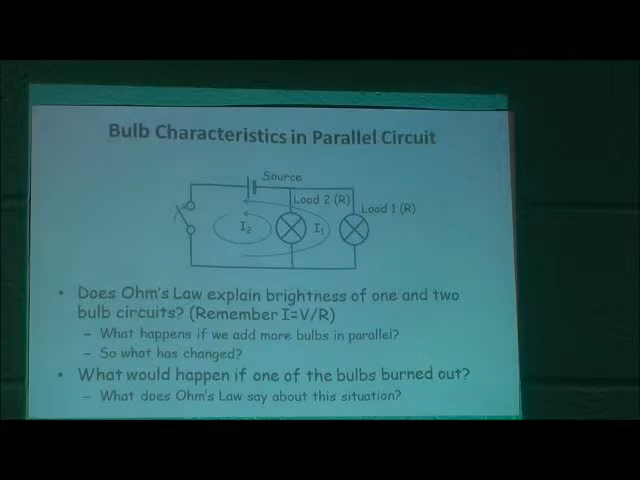 Bulb Characteristics in Parallel Circuit
Source
Load 2 (R)
Load 1 (R)
I₂
I₁
• Does Ohm's Law explain brightness of one and two
bulb circuits? (Remember I=V/R)
– What happens if we add more bulbs in parallel?
– So what has changed?
• What would happen if one of the bulbs burned out?
– What does Ohm's Law say about this situation?